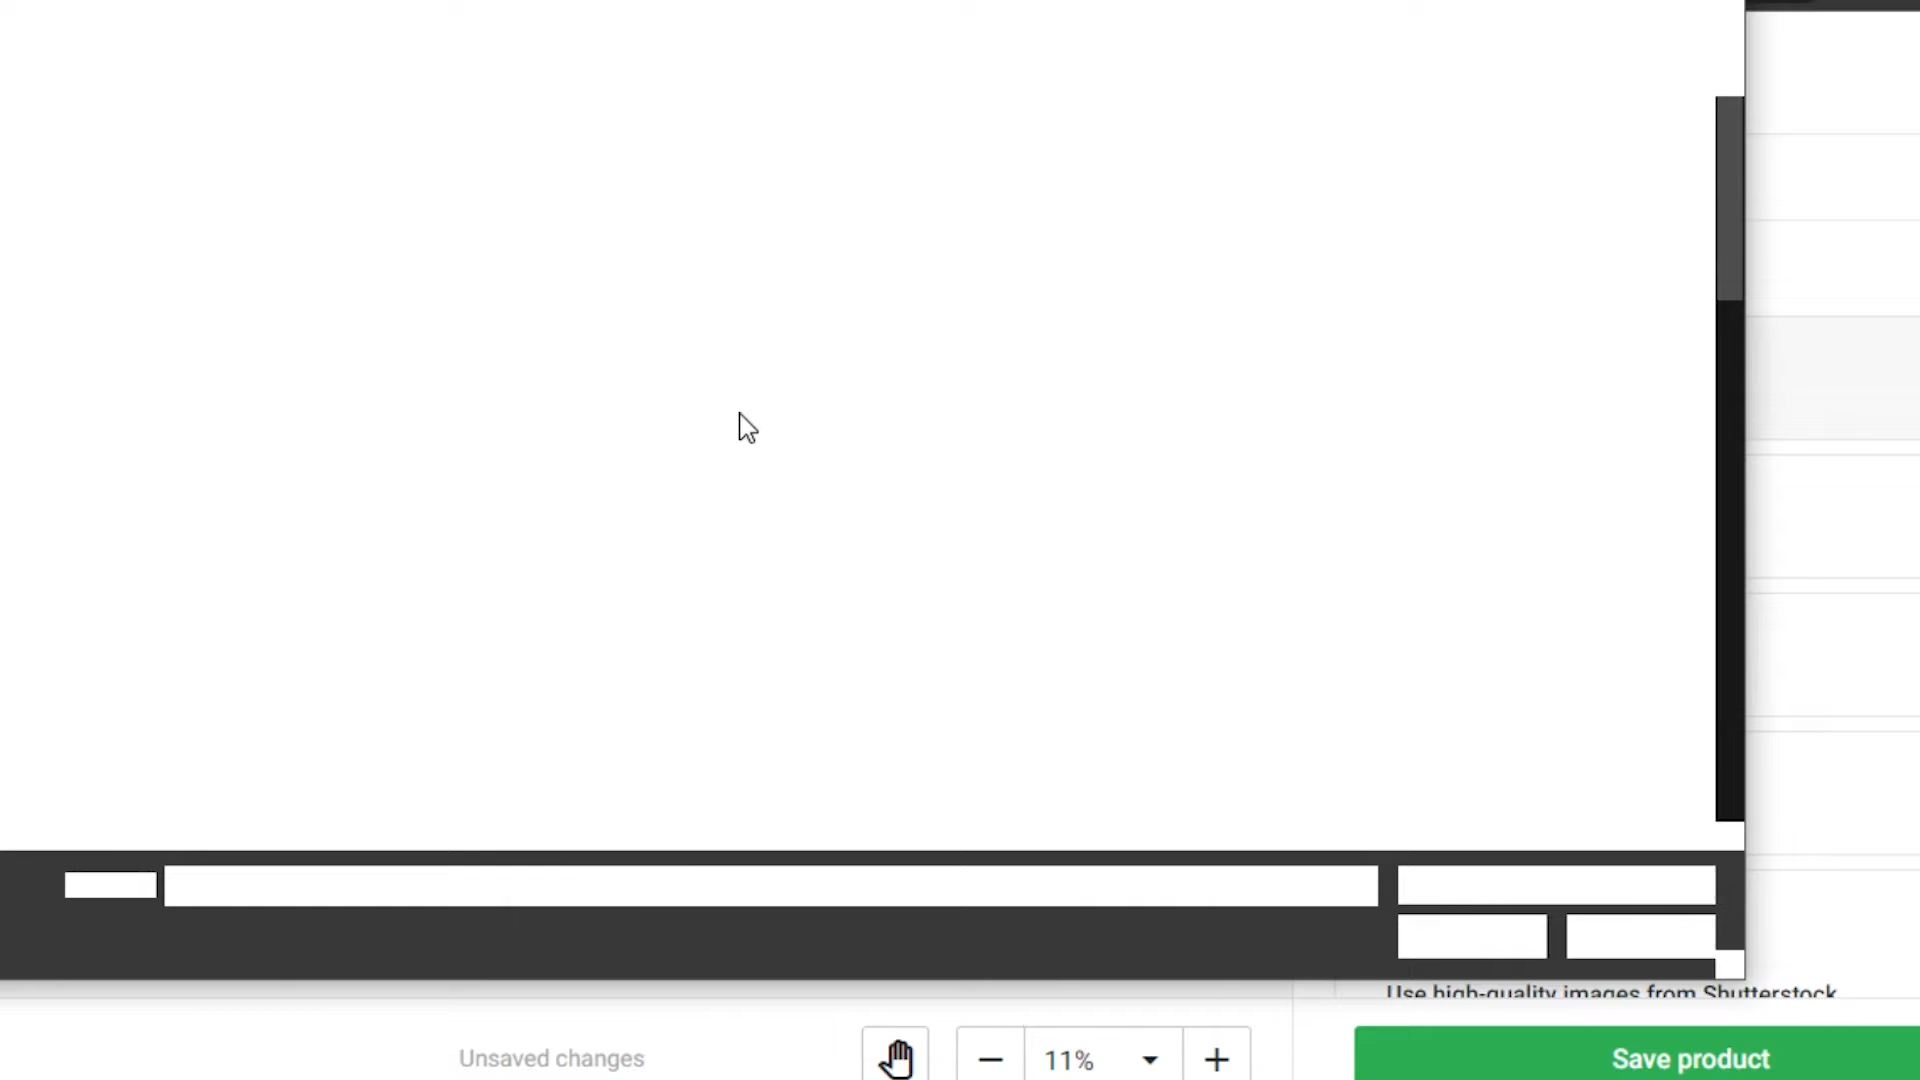 Use high-quality images from Shutterstock
Unsaved changes
11%
Save product